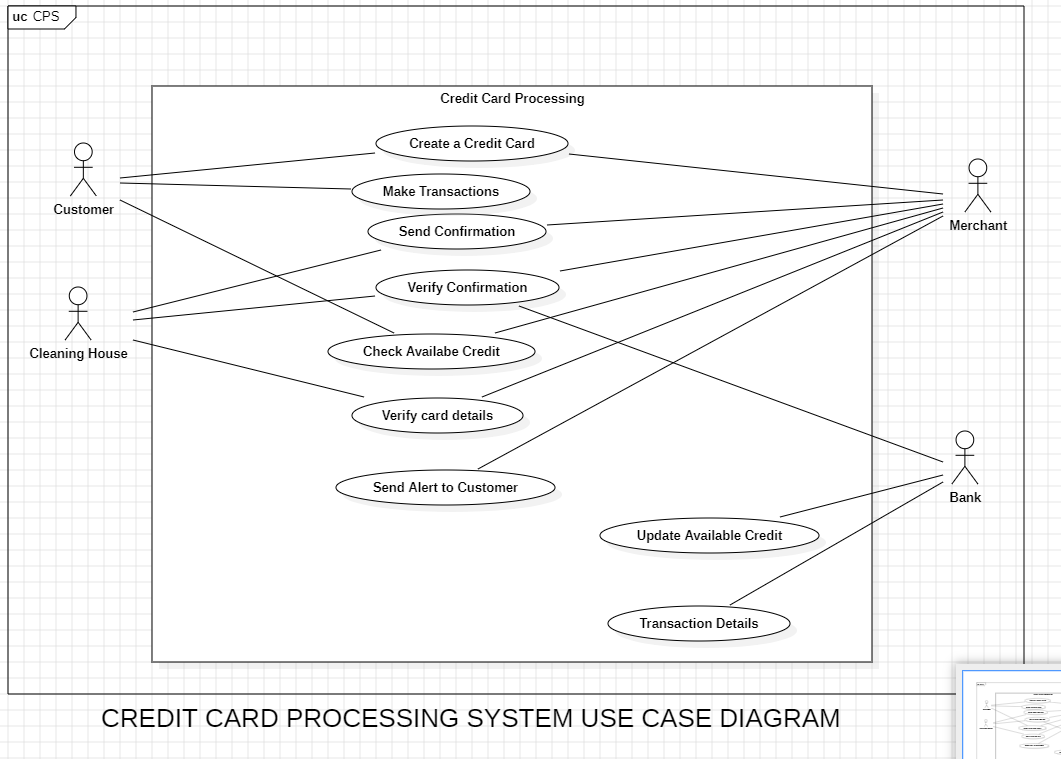 uc CPS
Credit Card Processing
Create a Credit Card
Customer
Make Transactions
Merchant
Send Confirmation
Verify Confirmation
Cleaning House
Check Availabe Credit
Verify card details
Send Alert to Customer
Bank
Update Available Credit
Transaction Details
CREDIT CARD PROCESSING SYSTEM USE CASE DIAGRAM